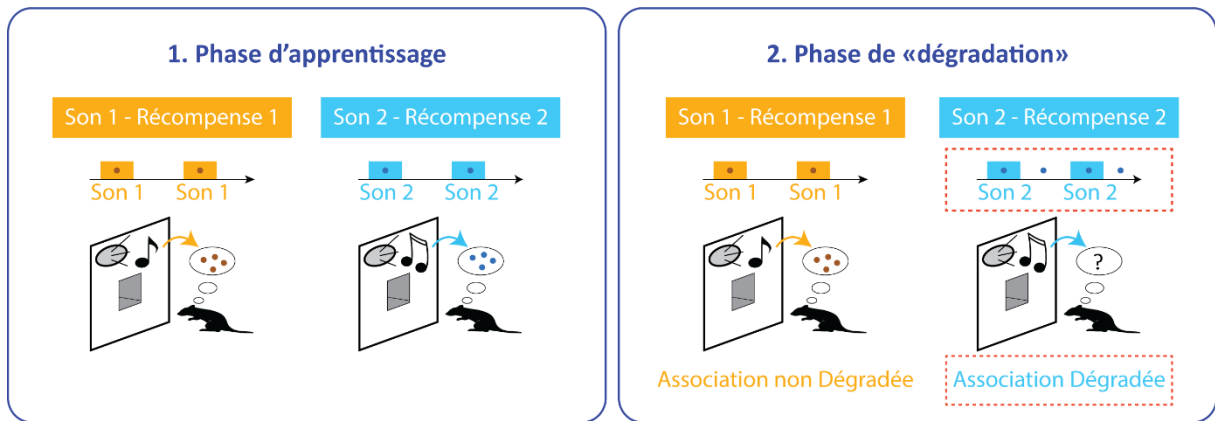 1. Phase d'apprentissage
Son 1 - Récompense 1
Son 2 - Récompense 2
Son 1
Son 1
Son 2
Son 2
2. Phase de «dégradation»
Son 1 - Récompense 1
Son 2 - Récompense 2
Son 1
Son 1
Son 2
Son 2
?
Association non Dégradée
Association Dégradée